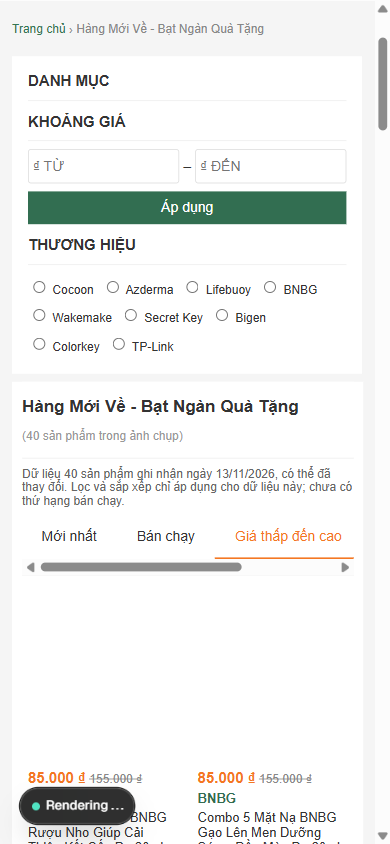 Trang chủ › Hàng Mới Về - Bạt Ngàn Quà Tặng
DANH MỤC
KHOẢNG GIÁ
₫ TỪ – ₫ ĐẾN
Áp dụng
THƯƠNG HIỆU
Cocoon Azderma Lifebuoy BNBG
Wakemake Secret Key Bigen
Colorkey TP-Link
Hàng Mới Về - Bạt Ngàn Quà Tặng
(40 sản phẩm trong ảnh chụp)
Dữ liệu 40 sản phẩm ghi nhận ngày 13/11/2026, có thể đã
thay đổi. Lọc và sắp xếp chỉ áp dụng cho dữ liệu này; chưa có
thứ hạng bán chạy.
Mới nhất Bán chạy Giá thấp đến cao
85.000 ₫ 155.000 ₫
85.000 ₫ 155.000 ₫
BNBG
Rendering ...
BNBG
Rượu Nho Giúp Cải
Combo 5 Mặt Nạ BNBG
Gạo Lên Men Dưỡng